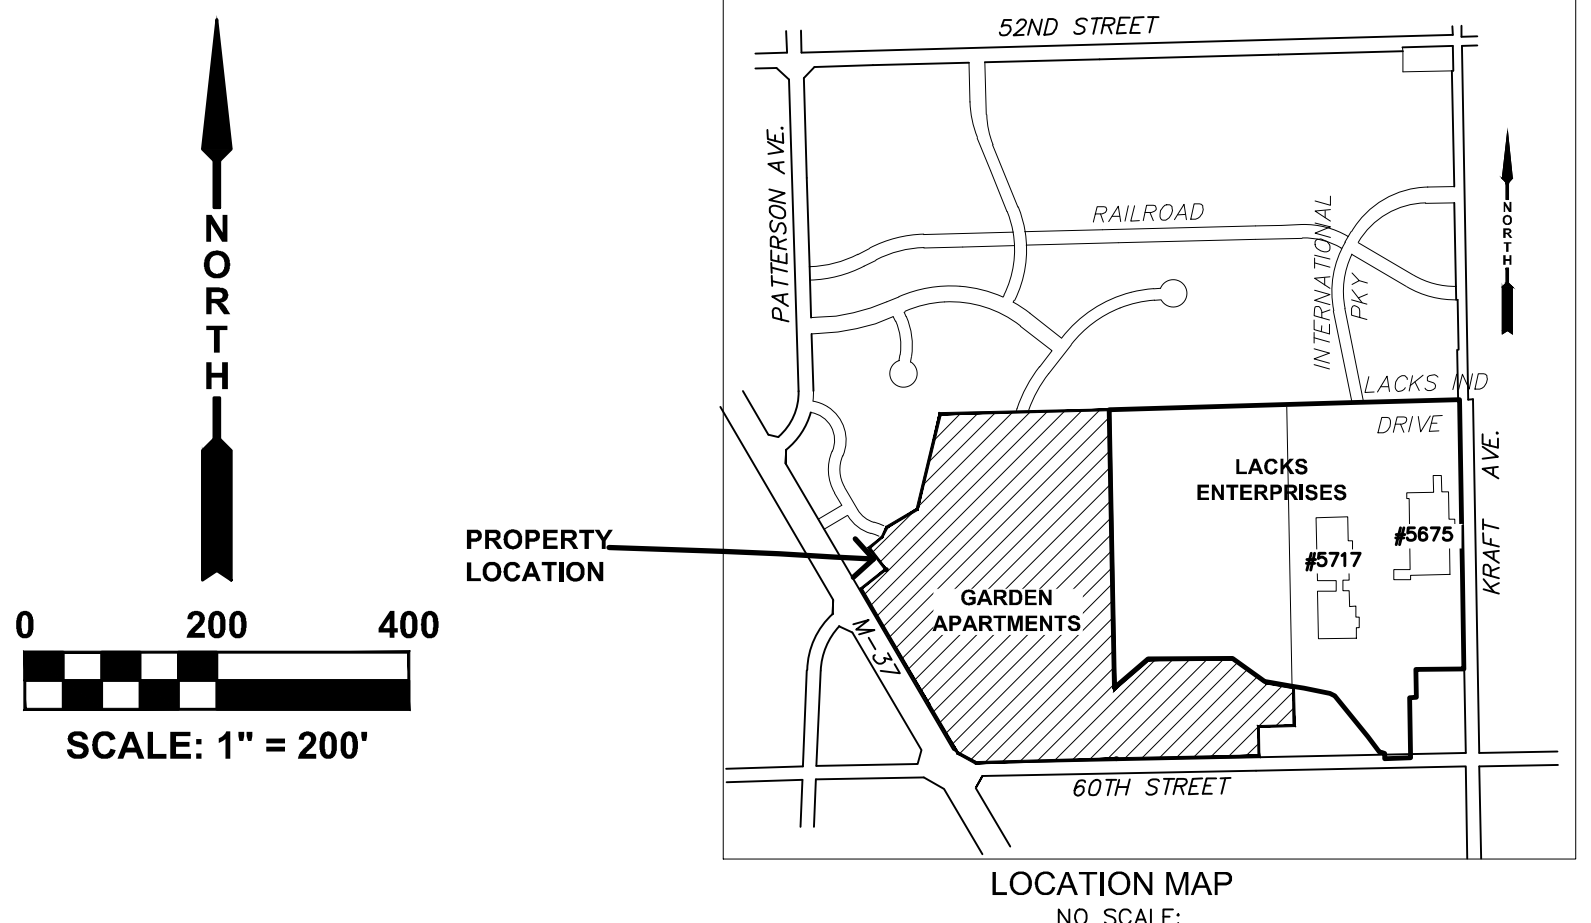 NORTH
0 200 400
SCALE: 1" = 200'
52ND STREET
PATTERSON AVE.
RAILROAD
INTERNATIONAL
PKY
NORTH
LACKS IND
DRIVE
KRAFT AVE.
LACKS
ENTERPRISES
#5675
#5717
PROPERTY
LOCATION
GARDEN
APARTMENTS
M-37
60TH STREET
LOCATION MAP
NO SCALE: